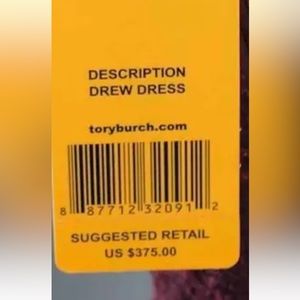 DESCRIPTION
DREW DRESS
toryburch.com
8 87712 32091 2
SUGGESTED RETAIL
US $375.00